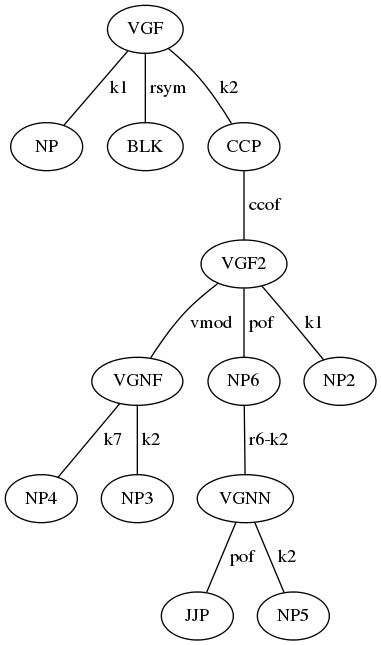 VGF
k1 rsym k2
NP BLK CCP
ccof
VGF2
vmod pof k1
VGNF NP6 NP2
k7 k2 r6-k2
NP4 NP3 VGNN
pof k2
JJP NP5